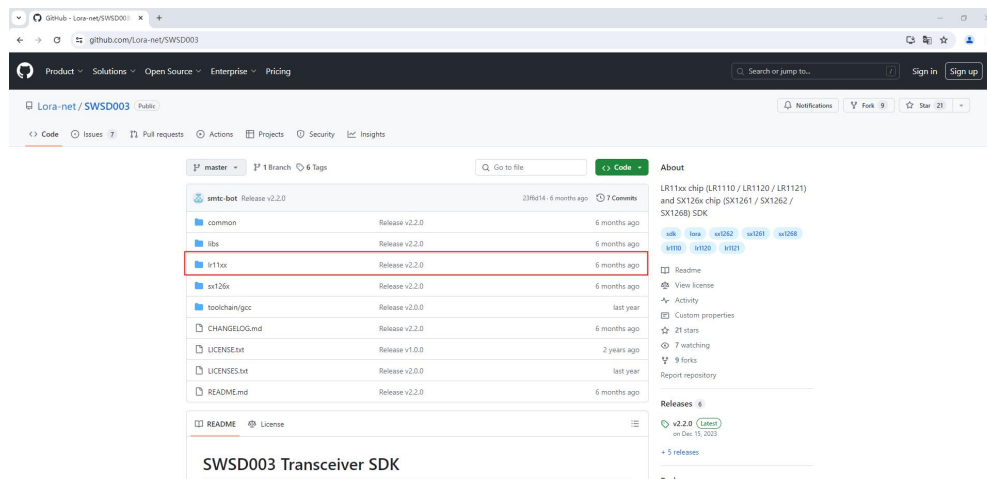 GitHub - Lora-net/SWSD003
github.com/Lora-net/SWSD003
Product Solutions Open Source Enterprise Pricing Search or jump to... / Sign in Sign up
Lora-net / SWSD003 Public Notifications Fork 9 Star 21
<> Code Issues 7 Pull requests Actions Projects Security Insights
master 1 Branch 6 Tags Go to file <> Code
smtc-bot Release v2.2.0 23f6d14 · 6 months ago 7 Commits
common Release v2.2.0 6 months ago
libs Release v2.2.0 6 months ago
lr11xx Release v2.2.0 6 months ago
sx126x Release v2.2.0 6 months ago
toolchain/gcc Release v2.0.0 last year
CHANGELOG.md Release v2.2.0 6 months ago
LICENSE.txt Release v1.0.0 2 years ago
LICENSES.txt Release v2.0.0 last year
README.md Release v2.2.0 6 months ago
README License
SWSD003 Transceiver SDK
About
LR11xx chip (LR1110 / LR1120 / LR1121)
and SX126x chip (SX1261 / SX1262 /
SX1268) SDK
sdk lora sx1262 sx1261 sx1268
lr1110 lr1120 lr1121
Readme
View license
Activity
Custom properties
21 stars
7 watching
9 forks
Report repository
Releases 6
v2.2.0 Latest
on Dec 15, 2023
+ 5 releases